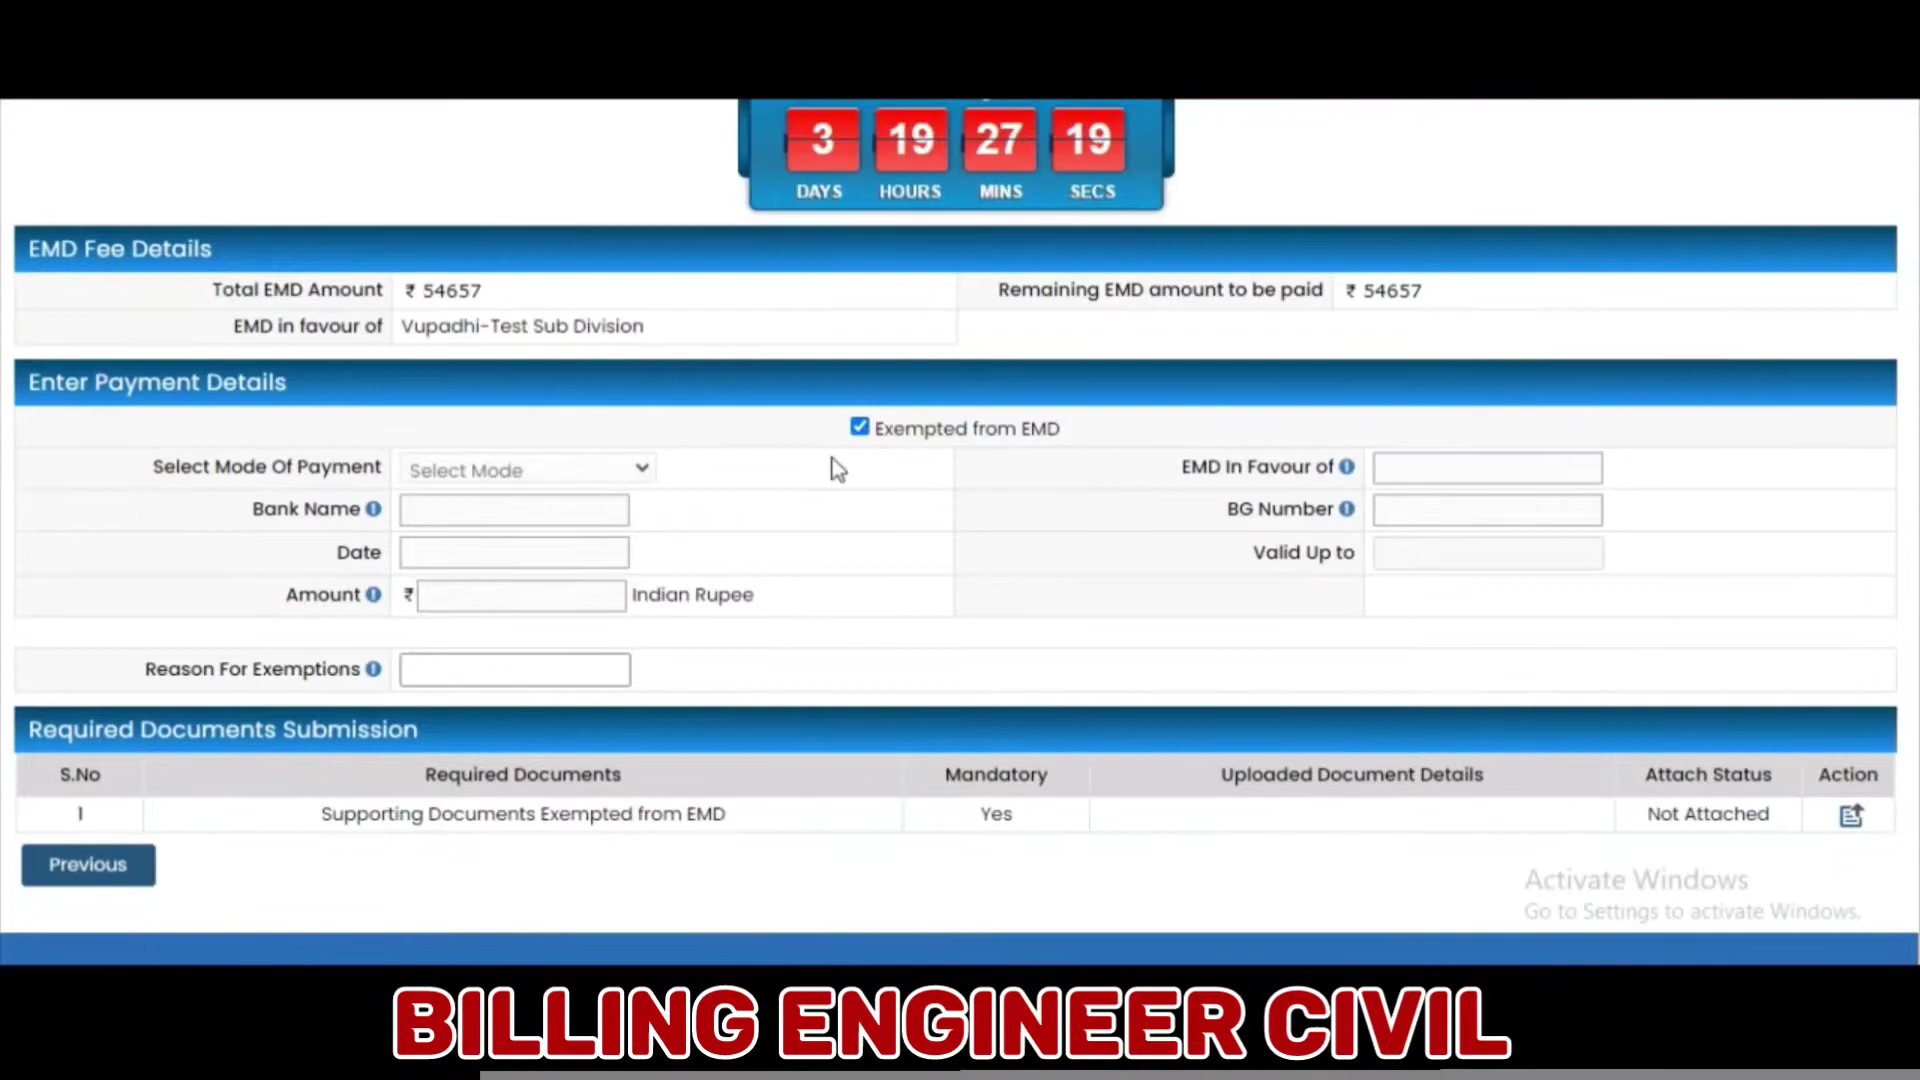 3 19 27 19
DAYS HOURS MINS SECS
EMD Fee Details
Total EMD Amount ₹ 54657 Remaining EMD amount to be paid ₹ 54657
EMD in favour of Vupadhi-Test Sub Division
Enter Payment Details
Exempted from EMD
Select Mode Of Payment Select Mode EMD In Favour of
Bank Name BG Number
Date Valid Up to
Amount ₹ Indian Rupee
Reason For Exemptions
Required Documents Submission
S.No Required Documents Mandatory Uploaded Document Details Attach Status Action
1 Supporting Documents Exempted from EMD Yes Not Attached
Previous
Activate Windows
Go to Settings to activate Windows.
BILLING ENGINEER CIVIL